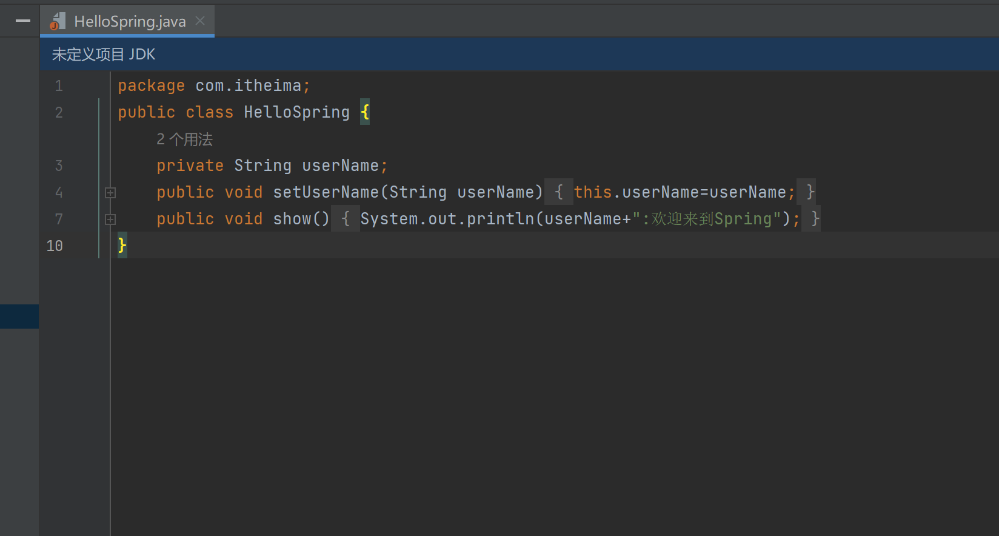 HelloSpring.java
未定义项目 JDK
1 package com.itheima;
2 public class HelloSpring {
2 个用法
3 private String userName;
4 public void setUserName(String userName) { this.userName=userName; }
7 public void show() { System.out.println(userName+":欢迎来到Spring"); }
10 }